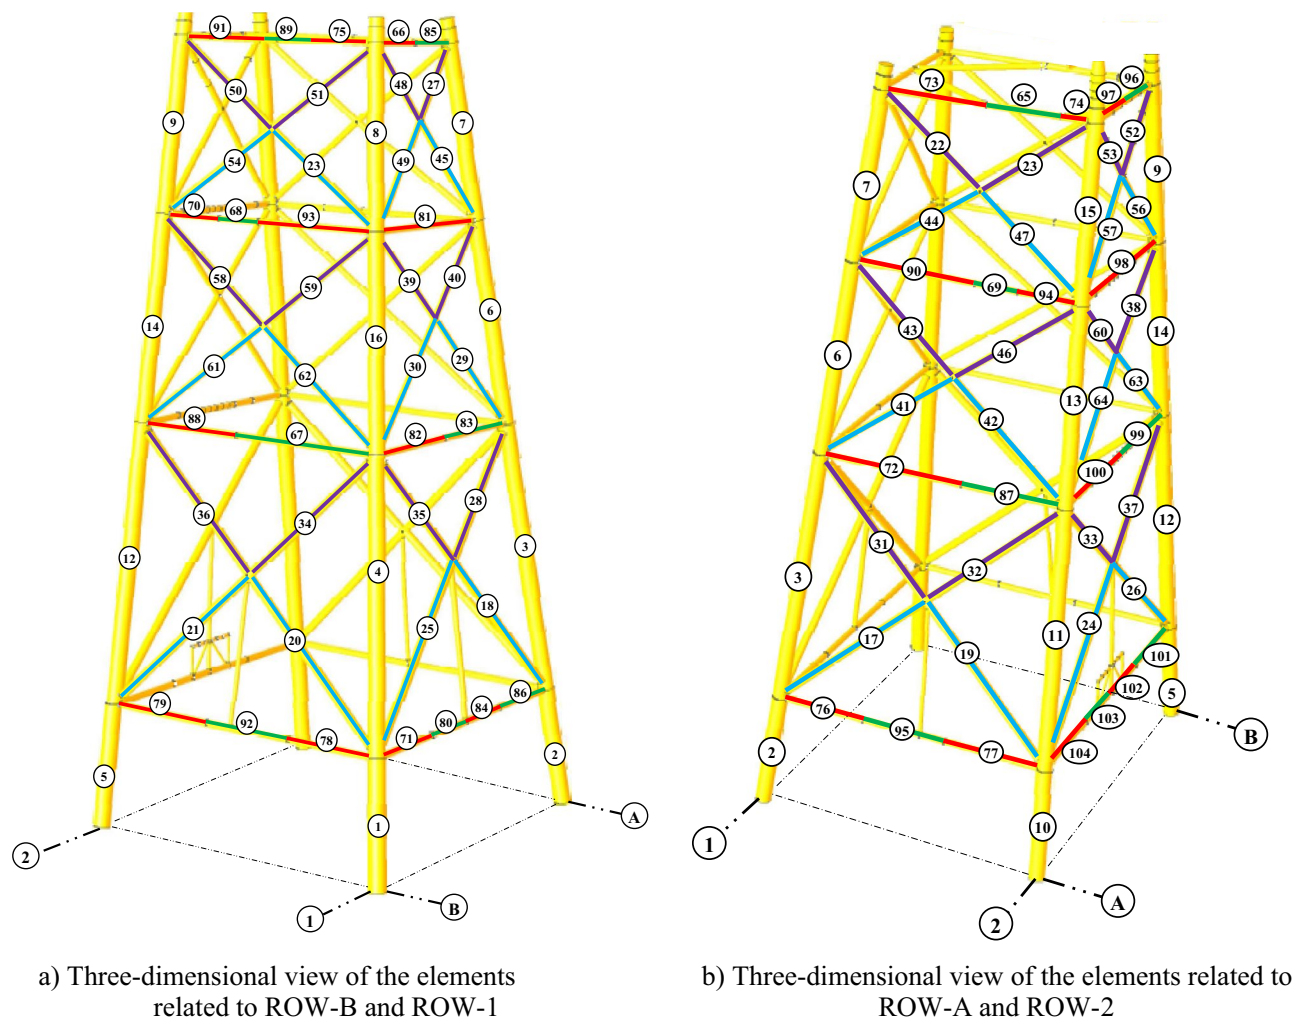 91 89 75 66 85
50 51 48 27
9 8 7
54 23 49 45
70 68 93 81
58 59 39 40
14 16 6
61 62 30 29
88 67 82 83
36 34 35 28
12 4 3
21 20 25 18
79 92 78 71 80 84 86
5 1 2
2 A
1 B
73 65 74 97 96
22 23 53 52
7 15 9
44 47 57 56
90 69 94 98
43 46 60 38
6 13 14
41 42 64 63
72 87 100 99
31 32 33 37
3 11 12
17 19 24 26
76 95 77 104 103 102 101
2 10 5
B
1
A
2
a) Three-dimensional view of the elements
related to ROW-B and ROW-1
b) Three-dimensional view of the elements related to
ROW-A and ROW-2